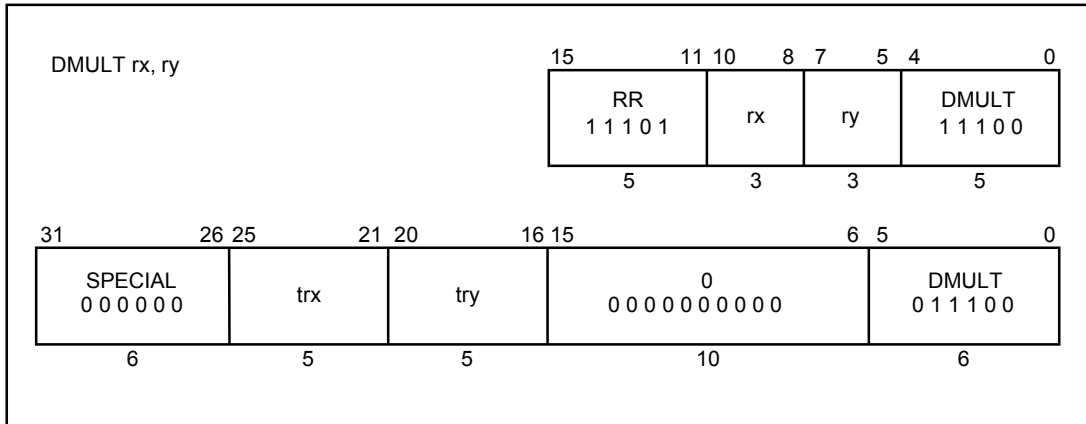 DMULT rx, ry
15 11 10 8 7 5 4 0
RR rx ry DMULT
1 1 1 0 1 1 1 1 0 0
5 3 3 5
31 26 25 21 20 16 15 6 5 0
SPECIAL trx try 0 DMULT
0 0 0 0 0 0 0 0 0 0 0 0 0 0 0 0 0 1 1 1 0 0
6 5 5 10 6